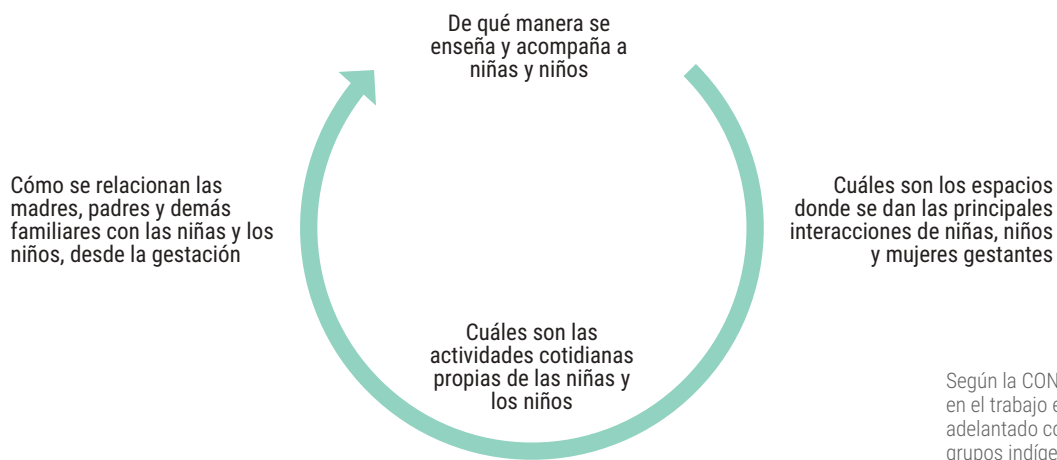 De qué manera se
enseña y acompaña a
niñas y niños
Cómo se relacionan las
madres, padres y demás
familiares con las niñas y los
niños, desde la gestación
Cuáles son los espacios
donde se dan las principales
interacciones de niñas, niños
y mujeres gestantes
Cuáles son las
actividades cotidianas
propias de las niñas y
los niños
Según la CON
en el trabajo e
adelantado co
grupos indíge